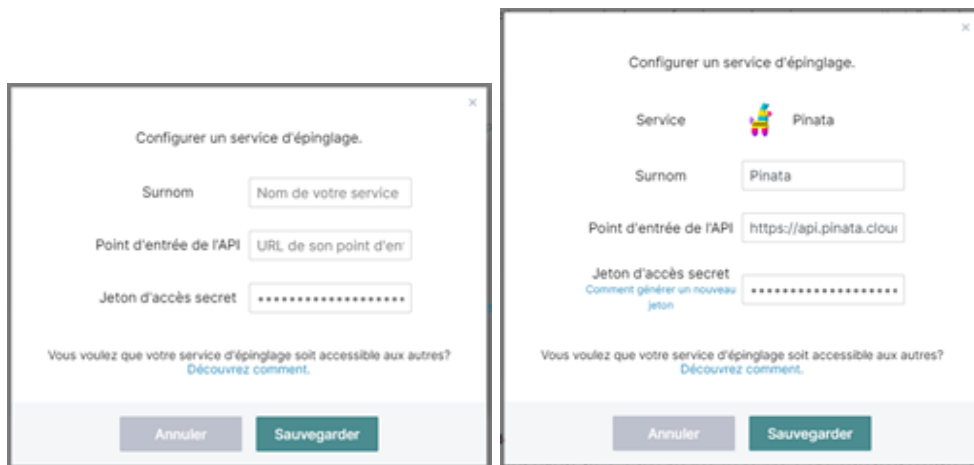 ×
Configurer un service d'épinglage.
Surnom
Nom de votre service
Point d'entrée de l'API
URL de son point d'en
Jeton d'accès secret
•••••••••••••••••••
Vous voulez que votre service d'épinglage soit accessible aux autres?
Découvrez comment.
Annuler
Sauvegarder
×
Configurer un service d'épinglage.
Service
Pinata
Surnom
Pinata
Point d'entrée de l'API
https://api.pinata.clou
Jeton d'accès secret
Comment générer un nouveau
jeton
•••••••••••••••••••
Vous voulez que votre service d'épinglage soit accessible aux autres?
Découvrez comment.
Annuler
Sauvegarder